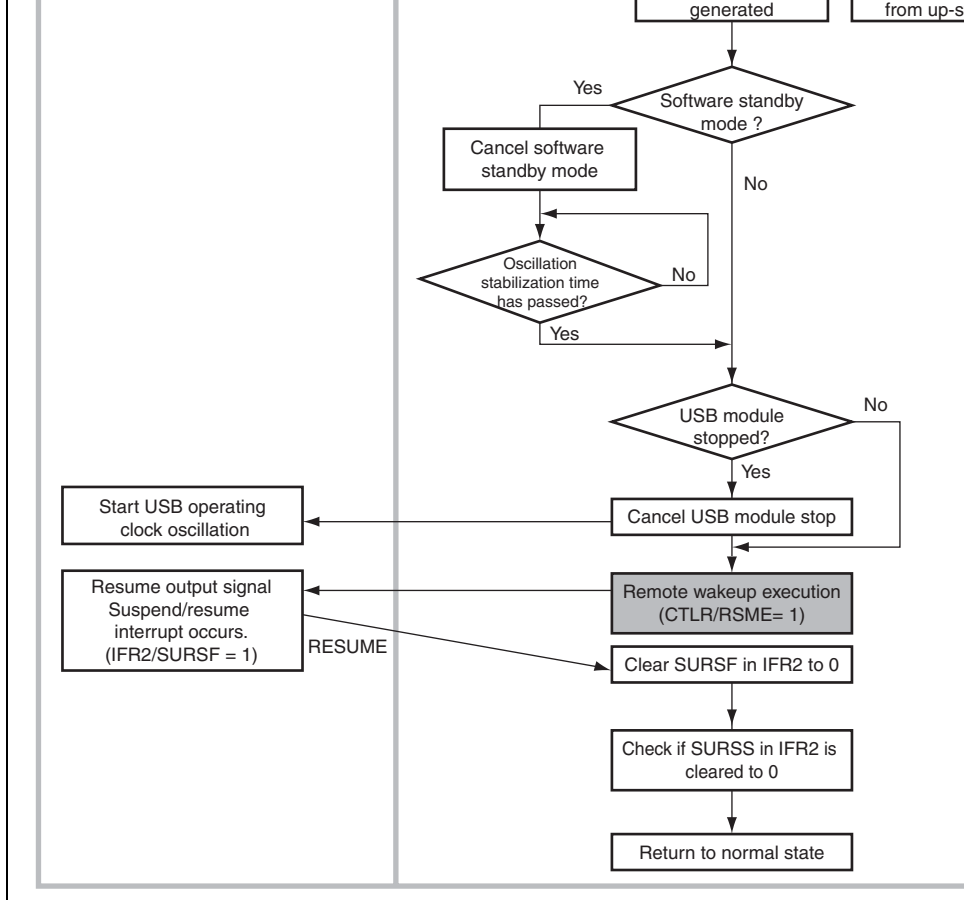 generated
from up-s
Yes
Software standby
mode ?
Cancel software
standby mode
No
Oscillation
stabilization time
has passed?
No
Yes
USB module
stopped?
No
Yes
Start USB operating
clock oscillation
Cancel USB module stop
Resume output signal
Suspend/resume
interrupt occurs.
(IFR2/SURSF = 1)
Remote wakeup execution
(CTLR/RSME= 1)
RESUME
Clear SURSF in IFR2 to 0
Check if SURSS in IFR2 is
cleared to 0
Return to normal state